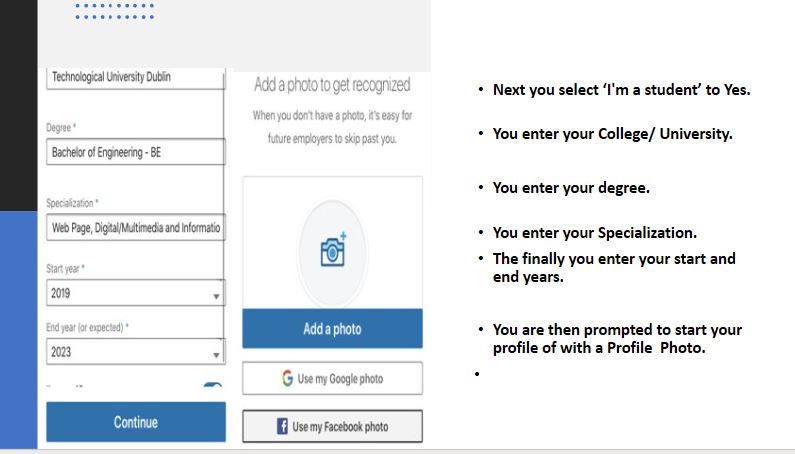 Technological University Dublin
Degree *
Bachelor of Engineering - BE
Specialization *
Web Page, Digital/Multimedia and Informatio
Start year *
2019
End year (or expected) *
2023
Continue
Add a photo to get recognized
When you don't have a photo, it's easy for
future employers to skip past you.
Add a photo
Use my Google photo
Use my Facebook photo
• Next you select ‘I'm a student’ to Yes.
• You enter your College/ University.
• You enter your degree.
• You enter your Specialization.
• The finally you enter your start and
end years.
• You are then prompted to start your
profile of with a Profile Photo.
•